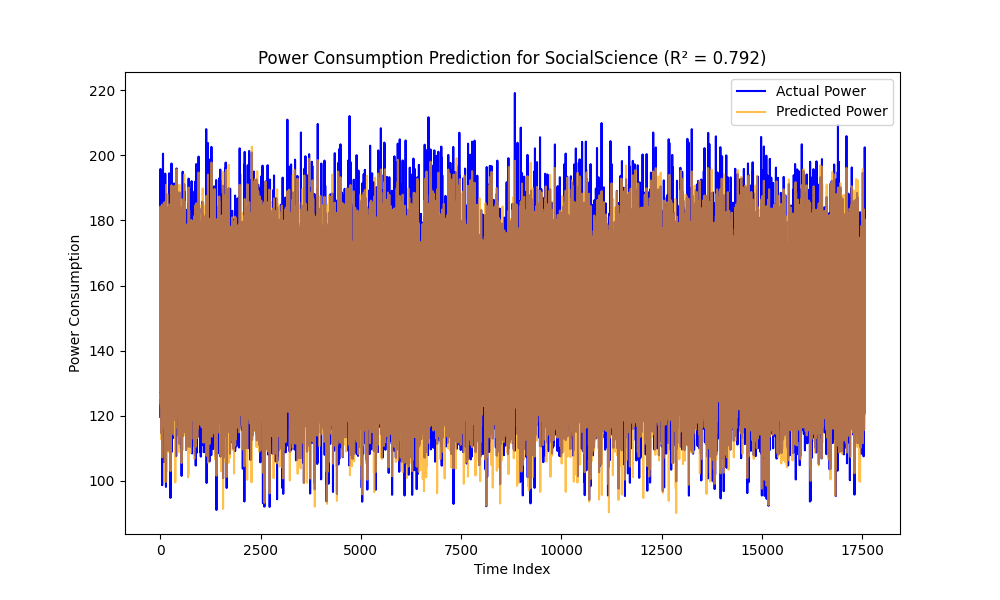 Power Consumption Prediction for SocialScience (R² = 0.792)
Actual Power
Predicted Power
Power Consumption
220
200
180
160
140
120
100
0 2500 5000 7500 10000 12500 15000 17500
Time Index